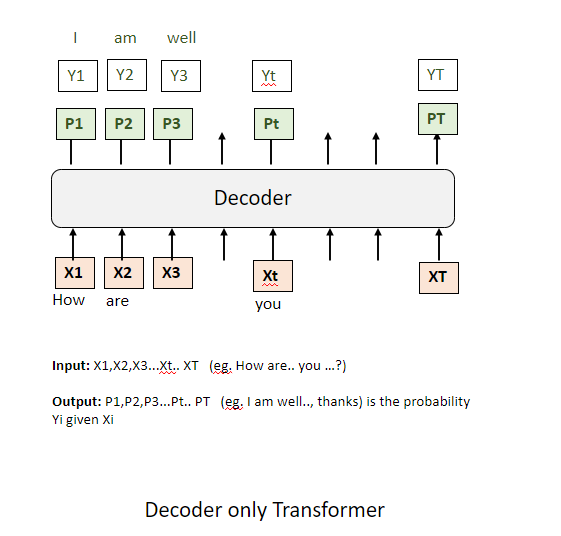 I am well
Y1 Y2 Y3 Yt YT
P1 P2 P3 Pt PT
Decoder
X1 X2 X3 Xt XT
How are you
Input: X1,X2,X3...Xt.. XT (eg. How are.. you ...?)
Output: P1,P2,P3...Pt.. PT (eg. I am well.., thanks) is the probability
Yi given Xi
Decoder only Transformer